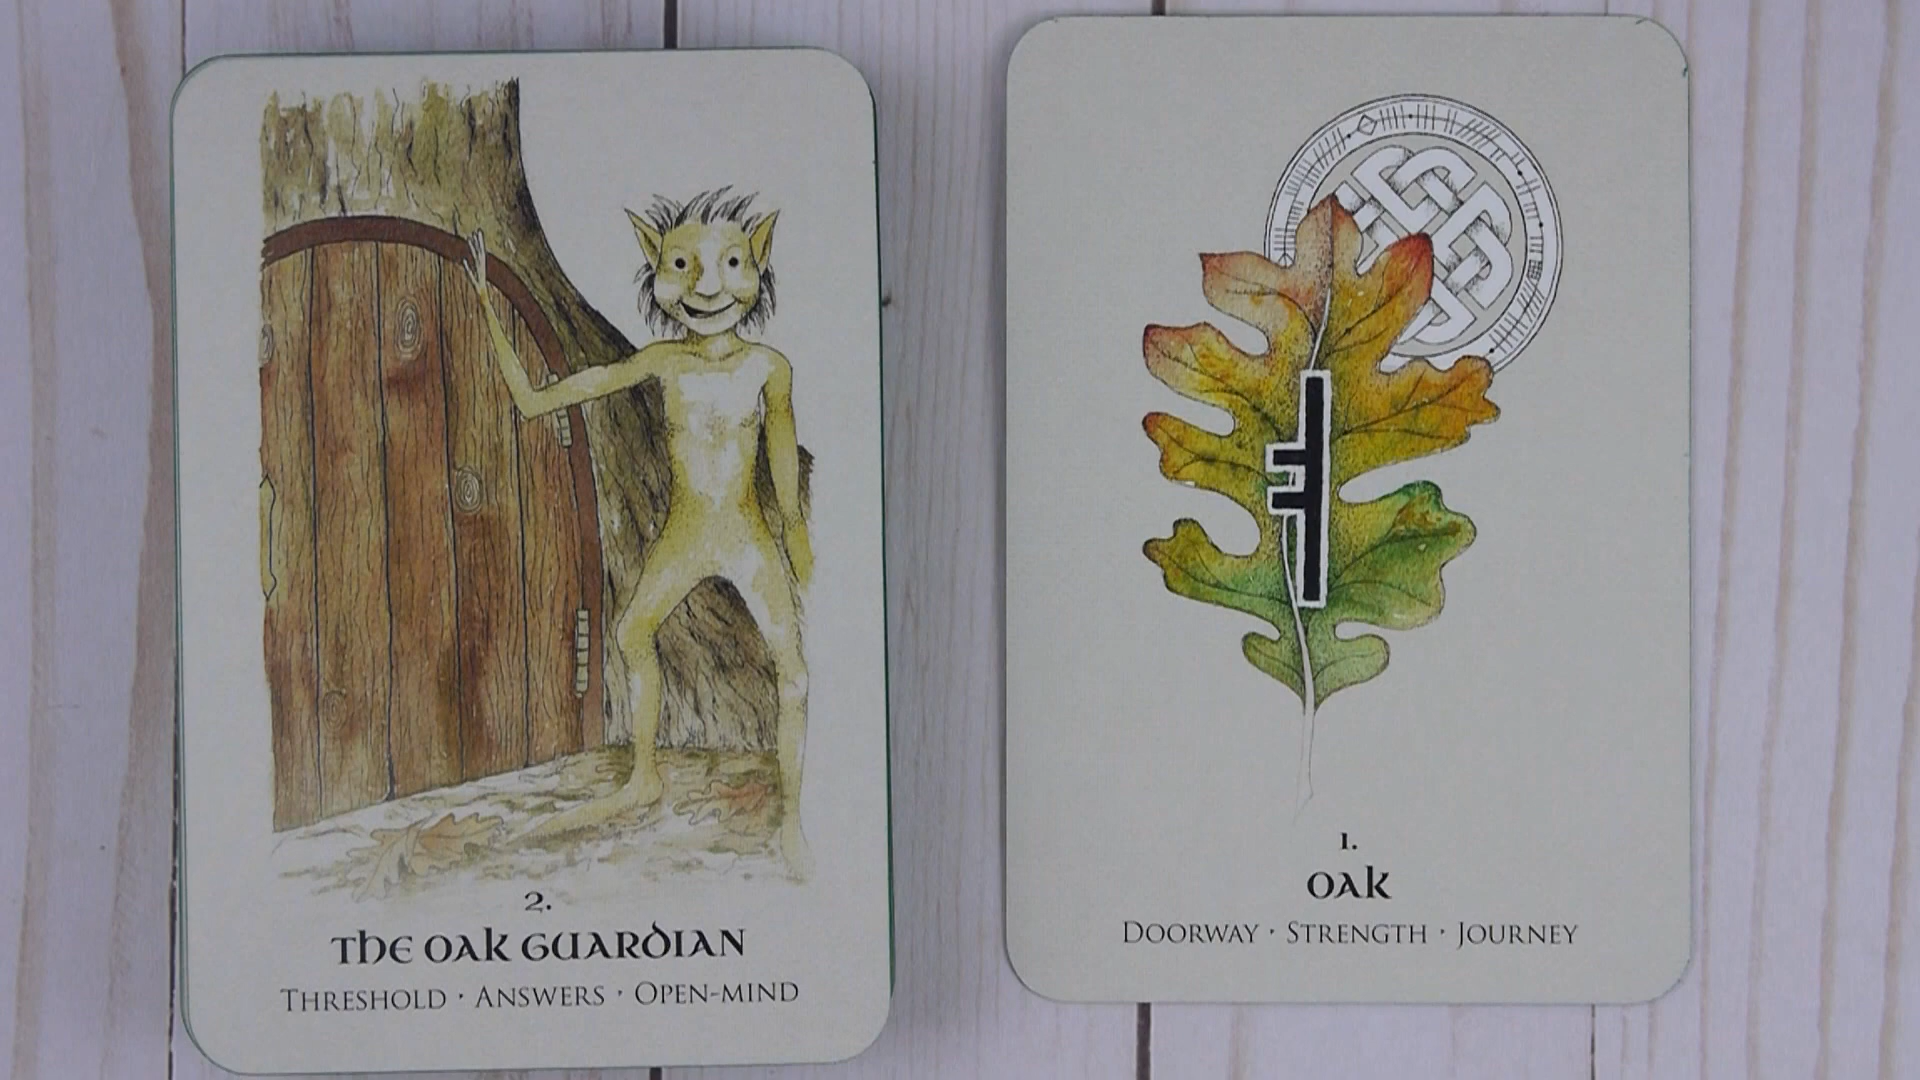 2.
The Oak Guardian
Threshold · Answers · Open-Mind
1.
Oak
Doorway · Strength · Journey